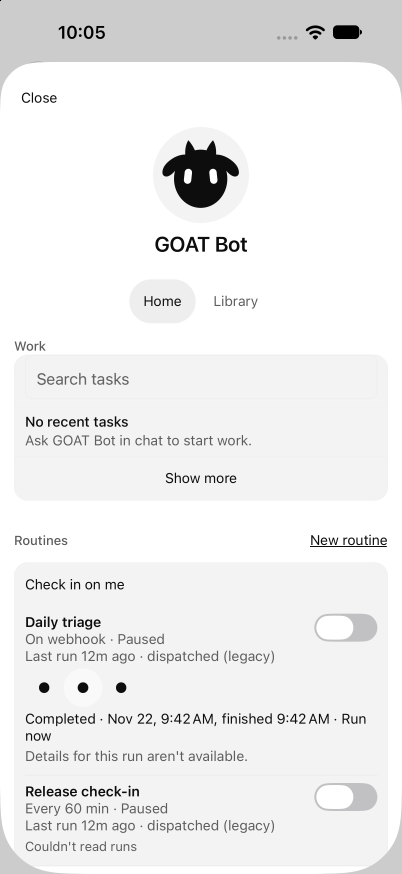 10:05
Close
GOAT Bot
Home
Library
Work
Search tasks
No recent tasks
Ask GOAT Bot in chat to start work.
Show more
Routines
New routine
Check in on me
Daily triage
On webhook · Paused
Last run 12m ago · dispatched (legacy)
Completed · Nov 22, 9:42 AM, finished 9:42 AM · Run
now
Details for this run aren't available.
Release check-in
Every 60 min · Paused
Last run 12m ago · dispatched (legacy)
Couldn't read runs